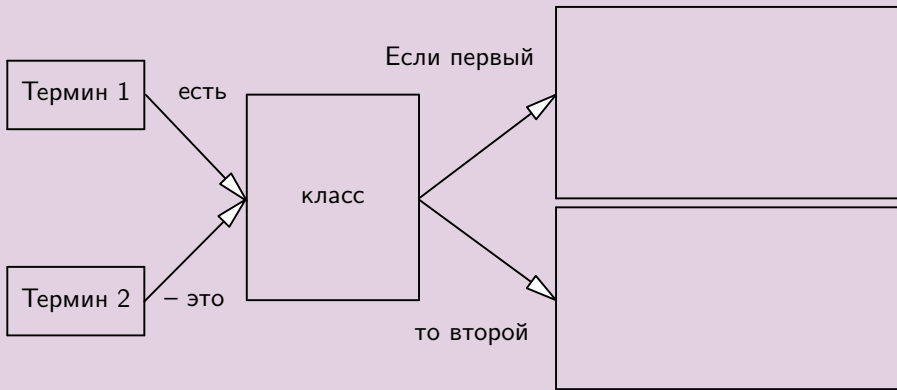 Если первый
Термин 1
есть
класс
Термин 2
– это
то второй